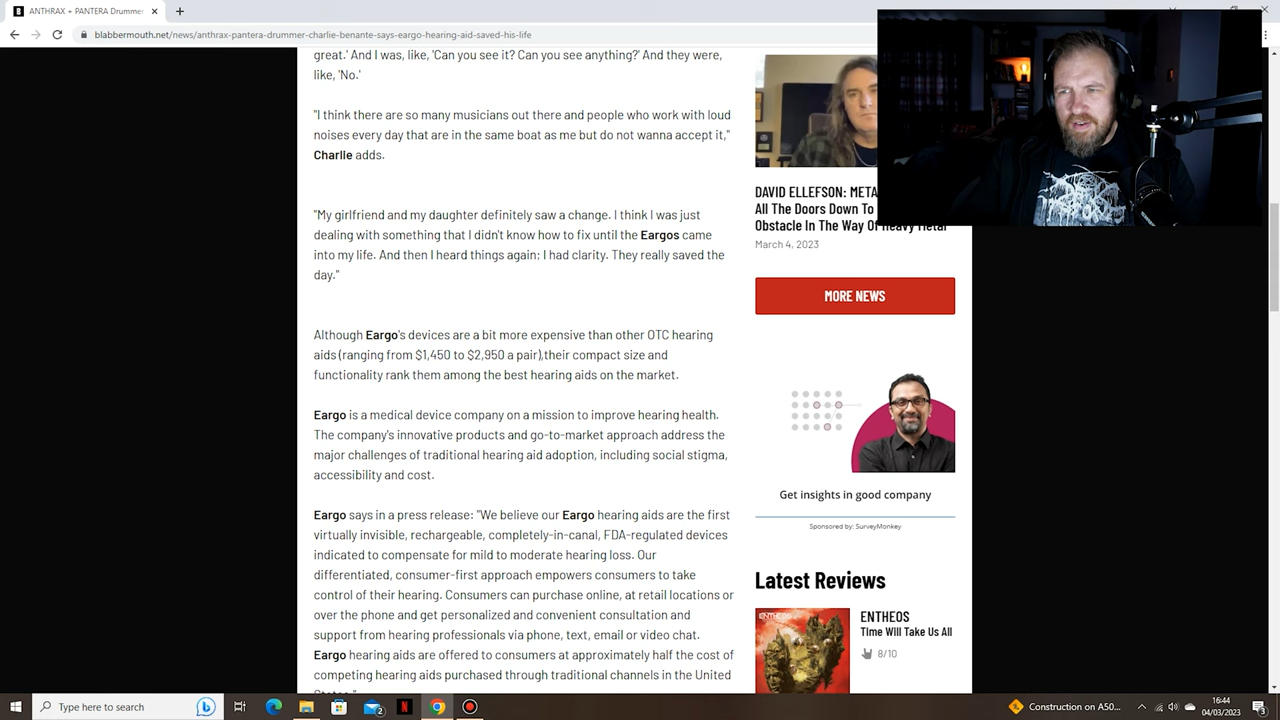 ANTHRAX + PANTERA Drummer
blabbermouth.net/news/anthrax-pantera-drummer-charlie-benante-says-eargo-hearing-aid-saved-his-life
great.' And I was, like, 'Can you see it? Can you see anything?' And they were,
like, 'No.'
"I think there are so many musicians out there and people who work with loud
noises every day that are in the same boat as me but do not wanna accept it,"
Charlie adds.
"My girlfriend and my daughter definitely saw a change. I think I was just
dealing with something that I didn't know how to fix until the Eargos came
into my life. And then I heard things again; I had clarity. They really saved the
day."
Although Eargo's devices are a bit more expensive than other OTC hearing
aids (ranging from $1,450 to $2,950 a pair),their compact size and
functionality rank them among the best hearing aids on the market.
Eargo is a medical device company on a mission to improve hearing health.
The company's innovative products and go-to-market approach address the
major challenges of traditional hearing aid adoption, including social stigma,
accessibility and cost.
Eargo says in a press release: "We believe our Eargo hearing aids are the first
virtually invisible, rechargeable, completely-in-canal, FDA-regulated devices
indicated to compensate for mild to moderate hearing loss. Our
differentiated, consumer-first approach empowers consumers to take
control of their hearing. Consumers can purchase online, at retail locations or
over the phone and get personalized and convenient consultation and
support from hearing professionals via phone, text, email or video chat.
Eargo hearing aids are offered to consumers at approximately half the cost of
competing hearing aids purchased through traditional channels in the United
States."
DAVID ELLEFSON: META
All The Doors Down To
Obstacle In The Way Of Heavy Metal
March 4, 2023
MORE NEWS
Get insights in good company
Sponsored by: SurveyMonkey
Latest Reviews
ENTHEOS
ENTHEOS
Time Will Take Us All
8/10
Type here to search
Construction on A50...
16:44
04/03/2023